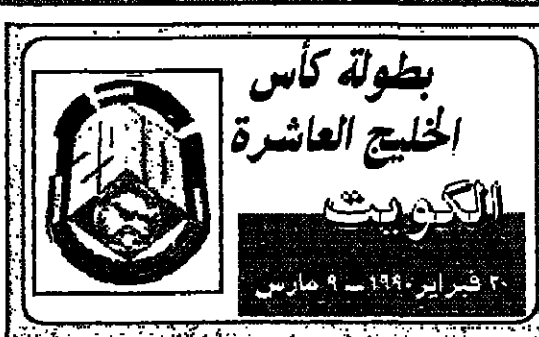 بطولة كأس
الخليج العاشرة
الكويت
٢٠ فبراير ١٩٩٠ – ٩ مارس